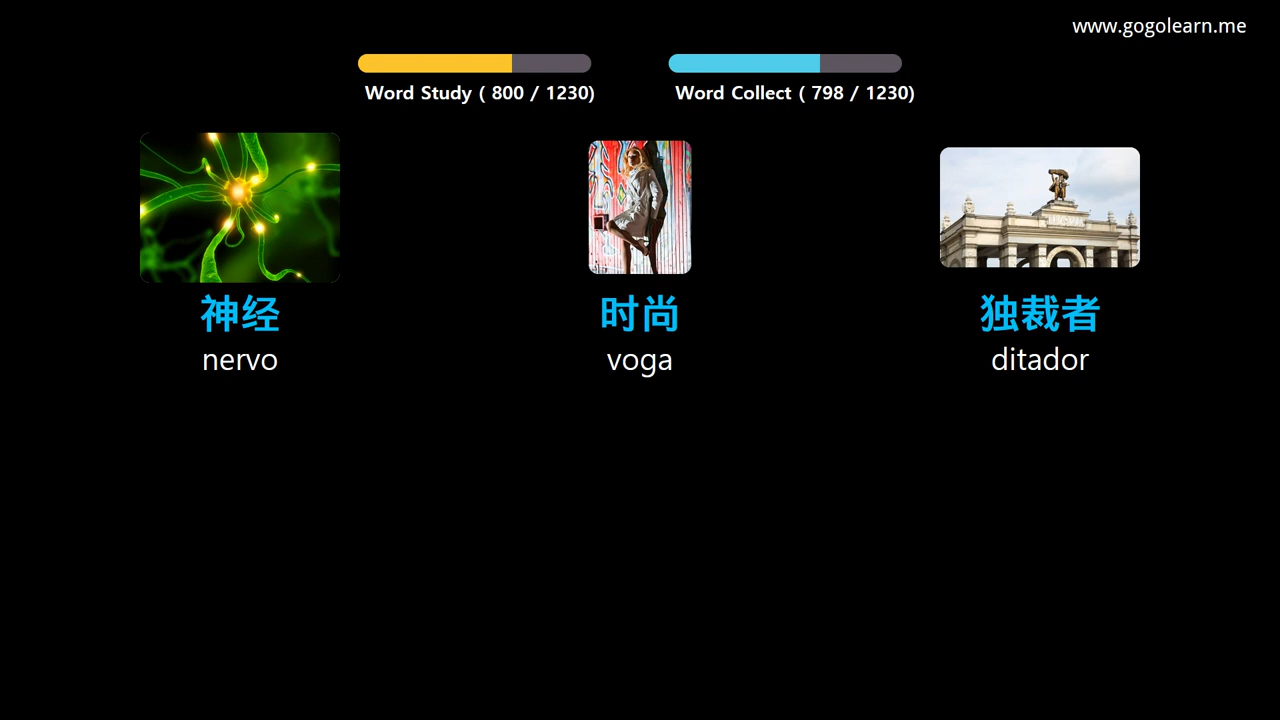 www.gogolearn.me
Word Study ( 800 / 1230)
Word Collect ( 798 / 1230)
神经
nervo
时尚
voga
独裁者
ditador